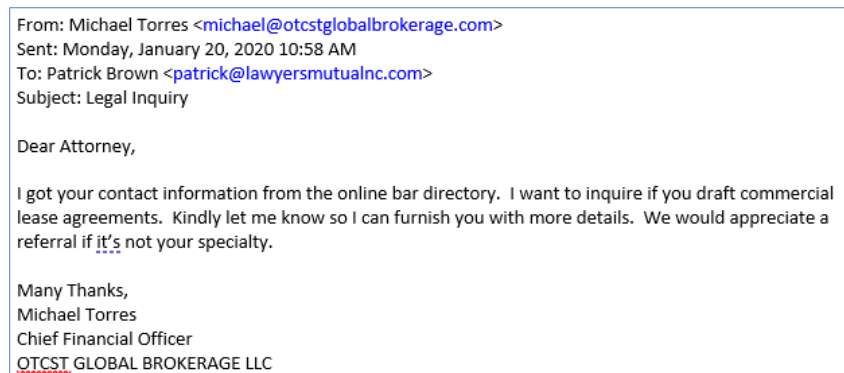 From: Michael Torres <michael@otcstglobalbrokerage.com>
Sent: Monday, January 20, 2020 10:58 AM
To: Patrick Brown <patrick@lawyersmutualnc.com>
Subject: Legal Inquiry
Dear Attorney,
I got your contact information from the online bar directory.  I want to inquire if you draft commercial
lease agreements.  Kindly let me know so I can furnish you with more details.  We would appreciate a
referral if it’s not your specialty.
Many Thanks,
Michael Torres
Chief Financial Officer
OTCST GLOBAL BROKERAGE LLC